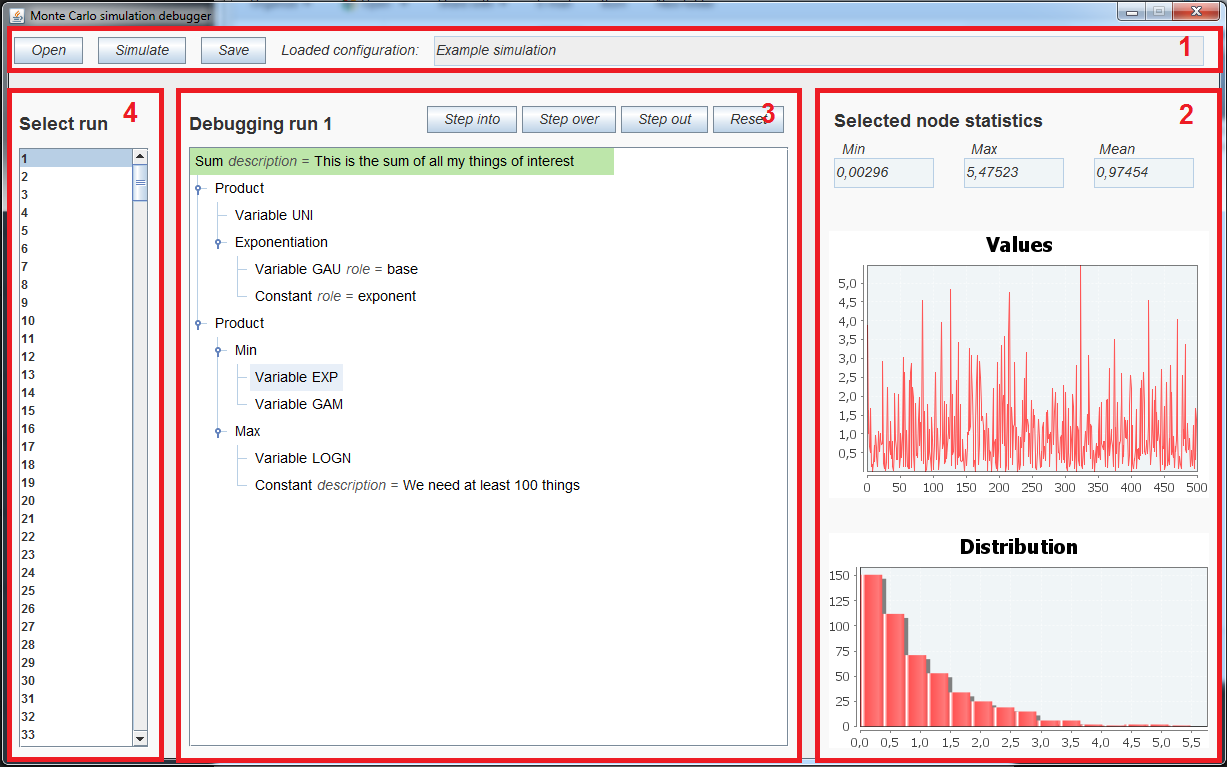 Monte Carlo simulation debugger
Open Simulate Save Loaded configuration: Example simulation 1
4
Select run
1
2
3
4
5
6
7
8
9
10
11
12
13
14
15
16
17
18
19
20
21
22
23
24
25
26
27
28
29
30
31
32
33
Debugging run 1 Step into Step over Step out Reset 3
Sum description = This is the sum of all my things of interest
Product
Variable UNI
Exponentiation
Variable GAU role = base
Constant role = exponent
Product
Min
Variable EXP
Variable GAM
Max
Variable LOGN
Constant description = We need at least 100 things
Selected node statistics 2
Min Max Mean
0,00296 5,47523 0,97454
Values
5,0
4,5
4,0
3,5
3,0
2,5
2,0
1,5
1,0
0,5
0 50 100 150 200 250 300 350 400 450 500
Distribution
150
125
100
75
50
25
0
0,0 0,5 1,0 1,5 2,0 2,5 3,0 3,5 4,0 4,5 5,0 5,5